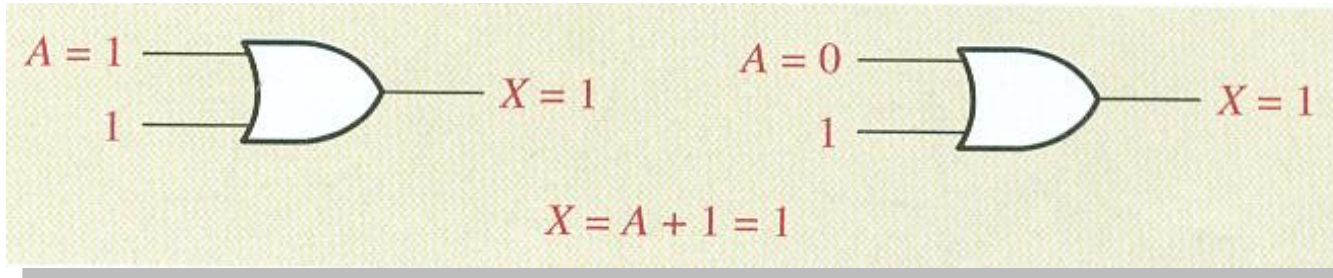 A = 1
1
X = 1
A = 0
1
X = 1
X = A + 1 = 1